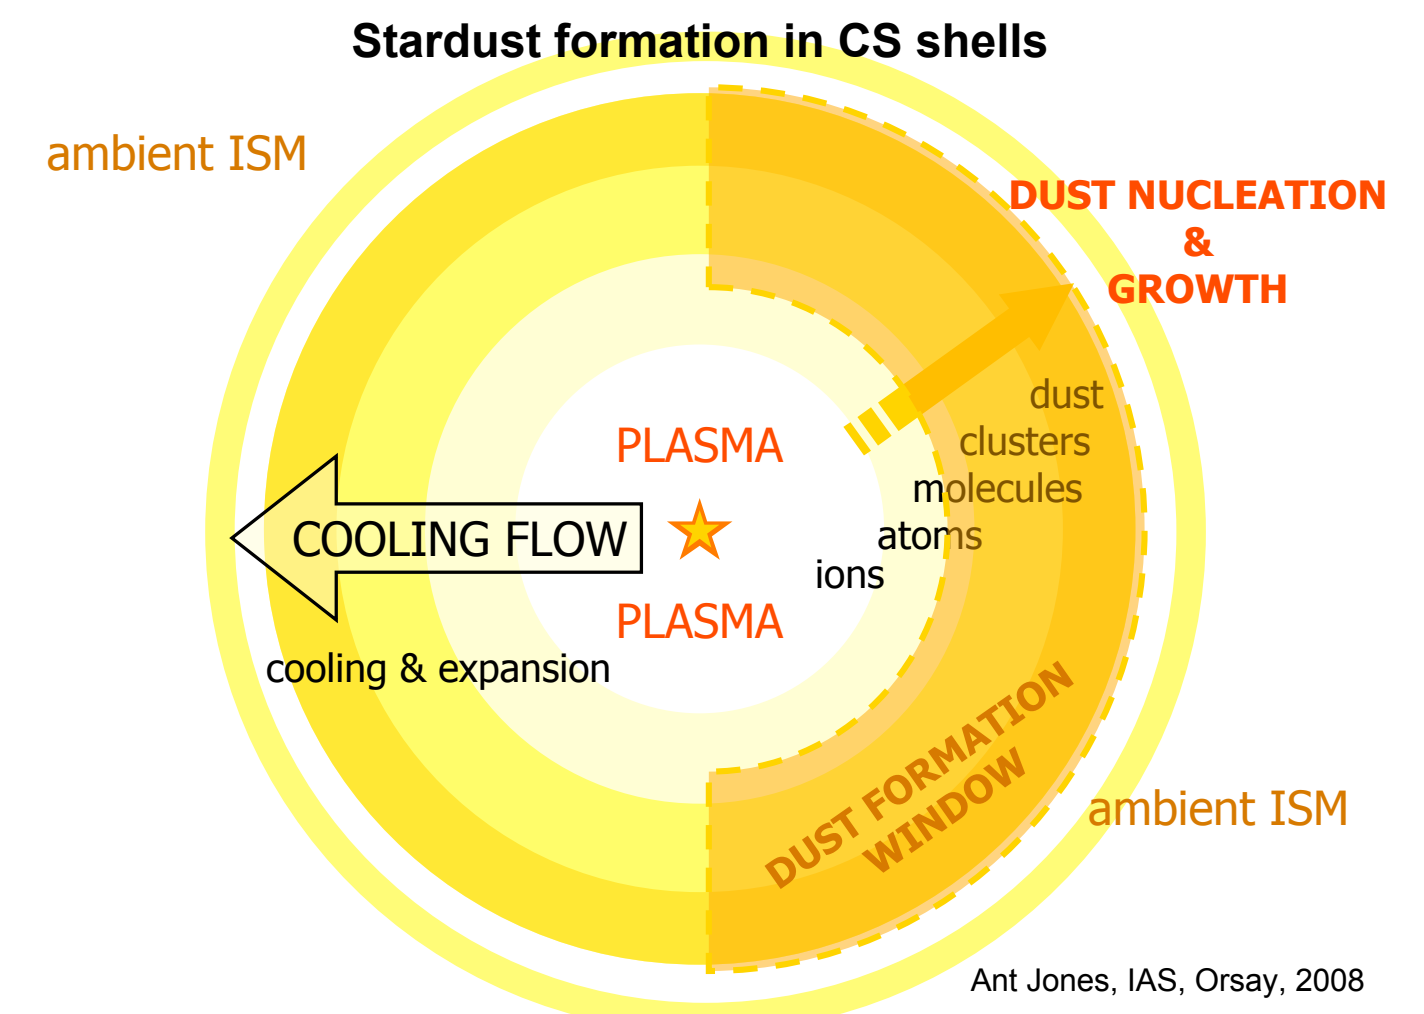 Stardust formation in CS shells
ambient ISM
DUST NUCLEATION
&
GROWTH
dust
clusters
molecules
atoms
ions
PLASMA
COOLING FLOW
PLASMA
cooling & expansion
DUST FORMATION
WINDOW
ambient ISM
Ant Jones, IAS, Orsay, 2008